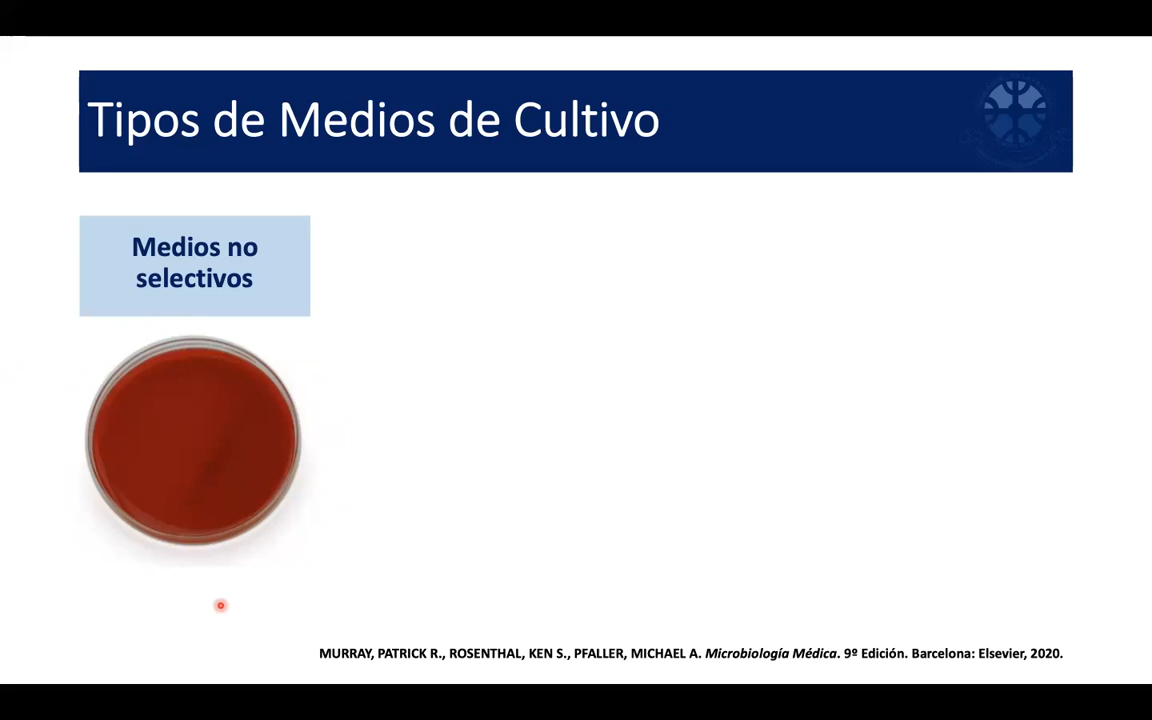 Tipos de Medios de Cultivo
Medios no
selectivos
MURRAY, PATRICK R., ROSENTHAL, KEN S., PFALLER, MICHAEL A. Microbiología Médica. 9º Edición. Barcelona: Elsevier, 2020.